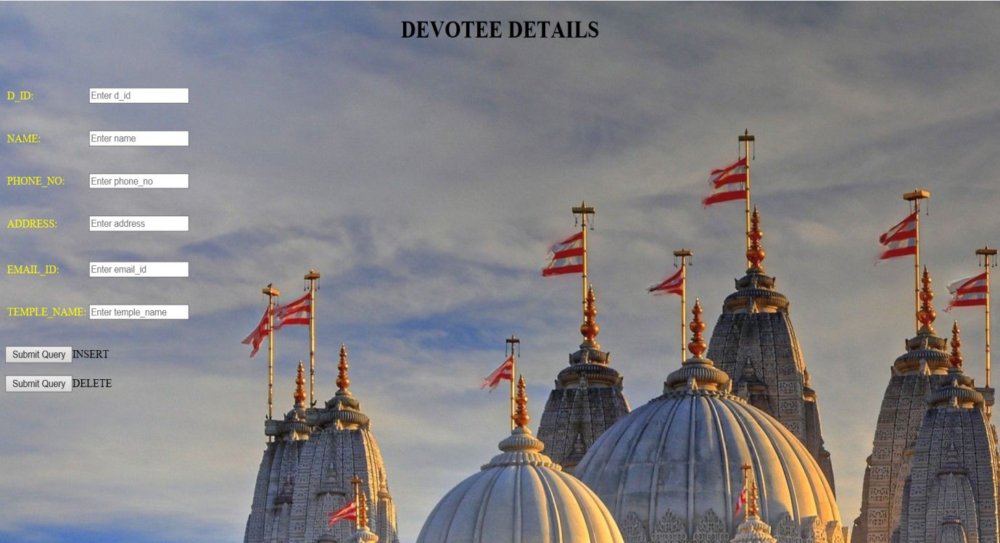 DEVOTEE DETAILS
D_ID: Enter d_id
NAME: Enter name
PHONE_NO: Enter phone_no
ADDRESS: Enter address
EMAIL_ID: Enter email_id
TEMPLE_NAME: Enter temple_name
Submit Query INSERT
Submit Query DELETE